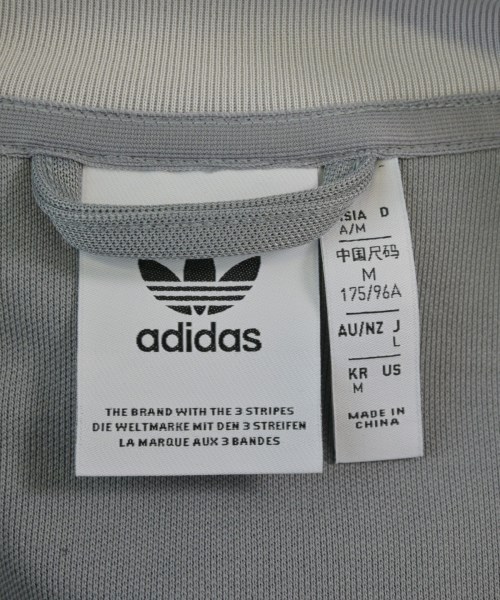 adidas
THE BRAND WITH THE 3 STRIPES
DIE WELTMARKE MIT DEN 3 STREIFEN
LA MARQUE AUX 3 BANDES
D
A/M
中国尺码
M
175/96A
AU/NZ J
L
KR US
M
MADE IN
CHINA